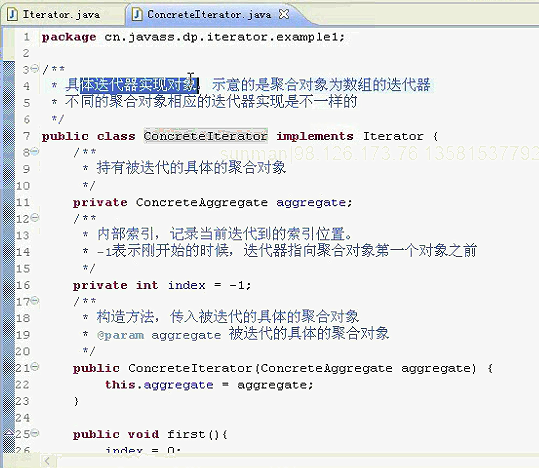 Iterator.java ConcreteIterator.java
1 package cn.javass.dp.iterator.example1;
2
3 /**
4 * 具体迭代器实现对象，示意的是聚合对象为数组的迭代器
5 * 不同的聚合对象相应的迭代器实现是不一样的
6 */
7 public class ConcreteIterator implements Iterator {
8 /**
9 * 持有被迭代的具体的聚合对象
10 */
11 private ConcreteAggregate aggregate;
12 /**
13 * 内部索引，记录当前迭代到的索引位置。
14 * -1表示刚开始的时候，迭代器指向聚合对象第一个对象之前
15 */
16 private int index = -1;
17 /**
18 * 构造方法，传入被迭代的具体的聚合对象
19 * @param aggregate 被迭代的具体的聚合对象
20 */
21 public ConcreteIterator(ConcreteAggregate aggregate) {
22 this.aggregate = aggregate;
23 }
24
25 public void first(){
26 index = 0;